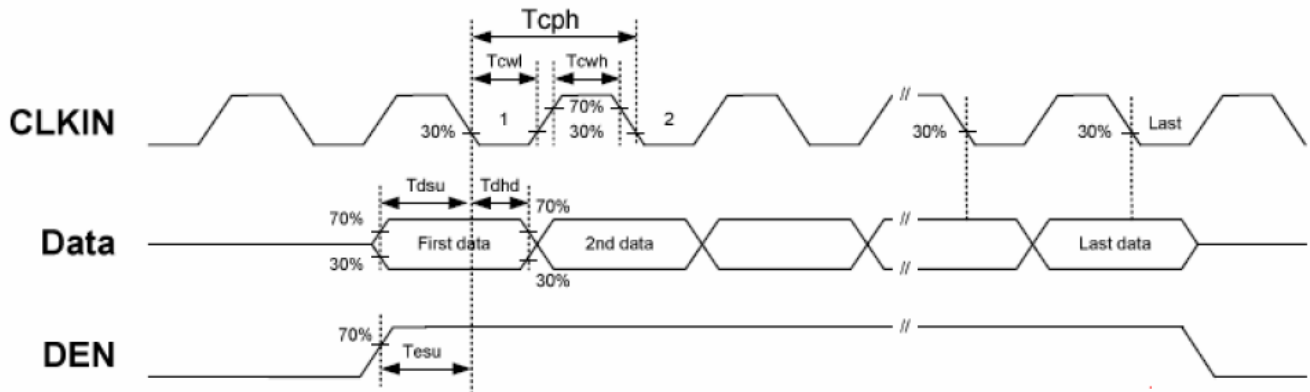 Tcph
Tcwl Tcwh
CLKIN 30% 1 70% 30% 2 // 30% 30% Last
Tdsu Tdhd
70% 70%
Data First data 2nd data // // Last data
30% 30%
DEN 70% Tesu //